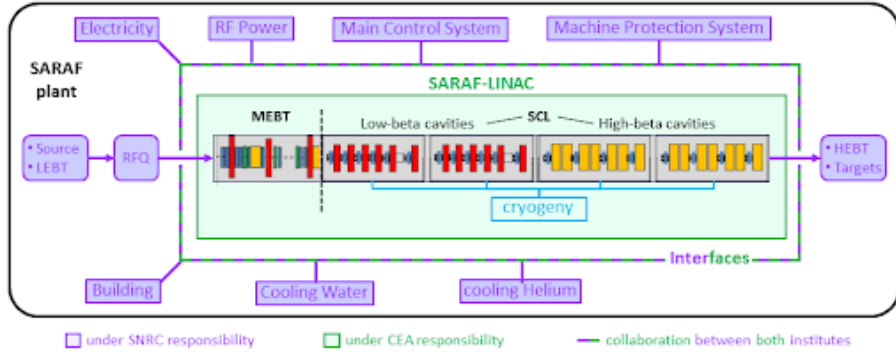 Electricity
RF Power
Main Control System
Machine Protection System
SARAF
plant
SARAF-LINAC
MEBT
SCL
Low-beta cavities
High-beta cavities
• Source
• LEBT
RFQ
• HEBT
• Targets
cryogeny
Interfaces
Building
Cooling Water
cooling Helium
under SNRC responsibility
under CEA responsibility
collaboration between both institutes